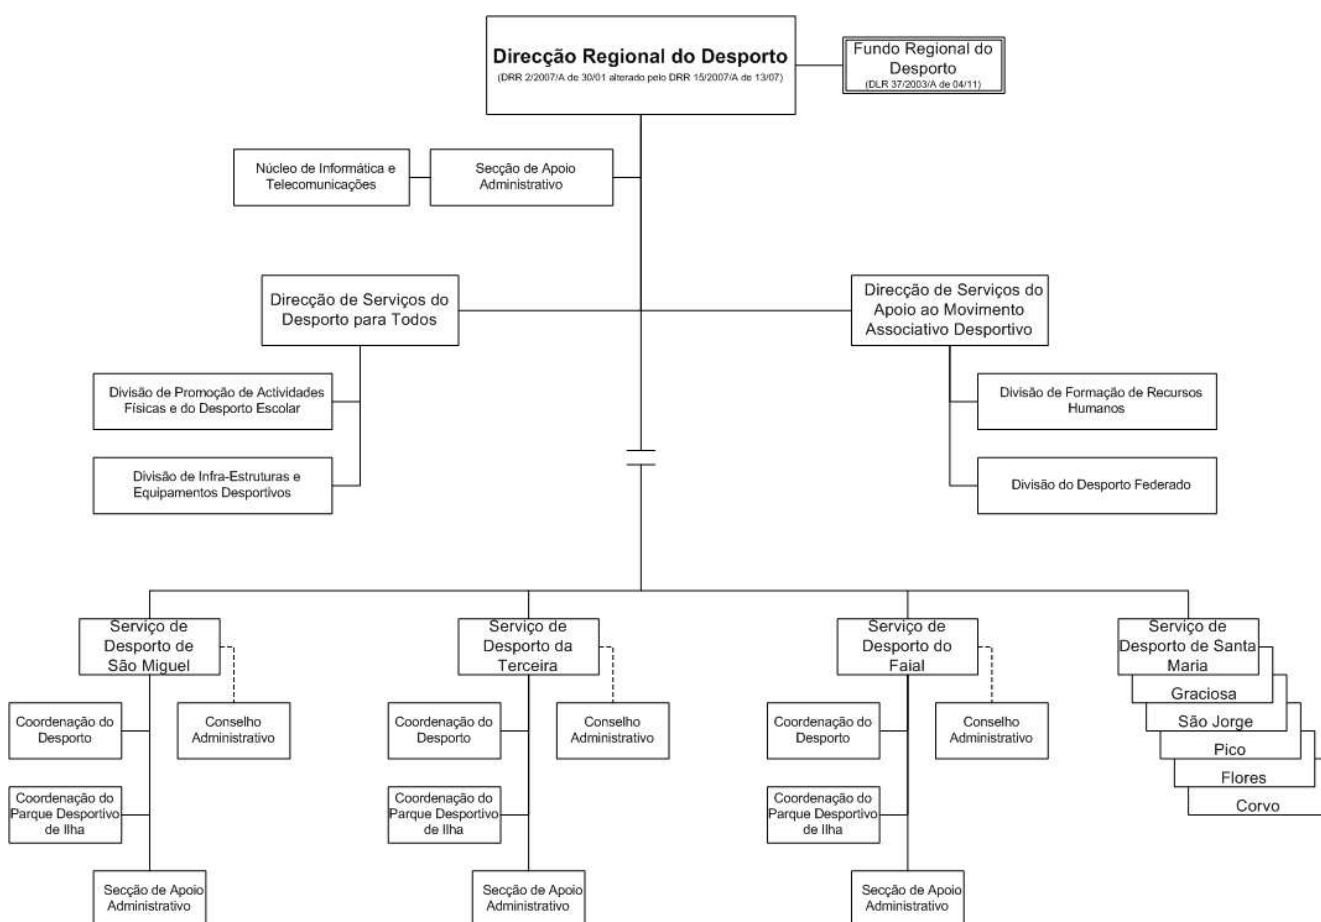 Direcção Regional do Desporto
(DRR 2/2007/A de 30/01 alterado pelo DRR 15/2007/A de 13/07)
Fundo Regional do
Desporto
(DLR 37/2003/A de 04/11)
Núcleo de Informática e
Telecomunicações
Secção de Apoio
Administrativo
Direcção de Serviços do
Desporto para Todos
Direcção de Serviços do
Apoio ao Movimento
Associativo Desportivo
Divisão de Promoção de Actividades
Físicas e do Desporto Escolar
Divisão de Infra-Estruturas e
Equipamentos Desportivos
Divisão de Formação de Recursos
Humanos
Divisão do Desporto Federado
Serviço de
Desporto de
São Miguel
Coordenação do
Desporto
Conselho
Administrativo
Coordenação do
Parque Desportivo
de Ilha
Secção de Apoio
Administrativo
Serviço de
Desporto da
Terceira
Coordenação do
Desporto
Conselho
Administrativo
Coordenação do
Parque Desportivo
de Ilha
Secção de Apoio
Administrativo
Serviço de
Desporto do
Faial
Coordenação do
Desporto
Conselho
Administrativo
Coordenação do
Parque Desportivo
de Ilha
Secção de Apoio
Administrativo
Serviço de
Desporto de Santa
Maria
Graciosa
São Jorge
Pico
Flores
Corvo